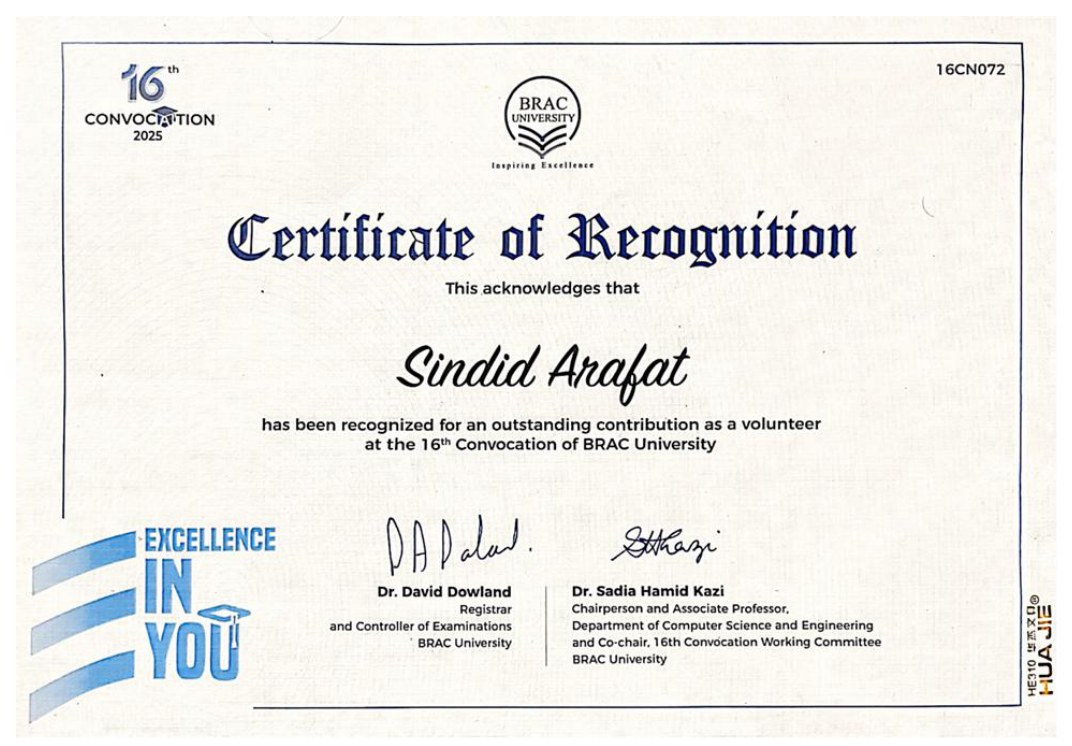 16th
CONVOCATION
2025
BRAC
UNIVERSITY
Inspiring Excellence
16CN072
Certificate of Recognition
This acknowledges that
Sindid Arafat
has been recognized for an outstanding contribution as a volunteer
at the 16th Convocation of BRAC University
EXCELLENCE
IN
YOU
Dr. David Dowland
Registrar
and Controller of Examinations
BRAC University
Dr. Sadia Hamid Kazi
Chairperson and Associate Professor,
Department of Computer Science and Engineering
and Co-chair, 16th Convocation Working Committee
BRAC University
HE310
HUA JIE